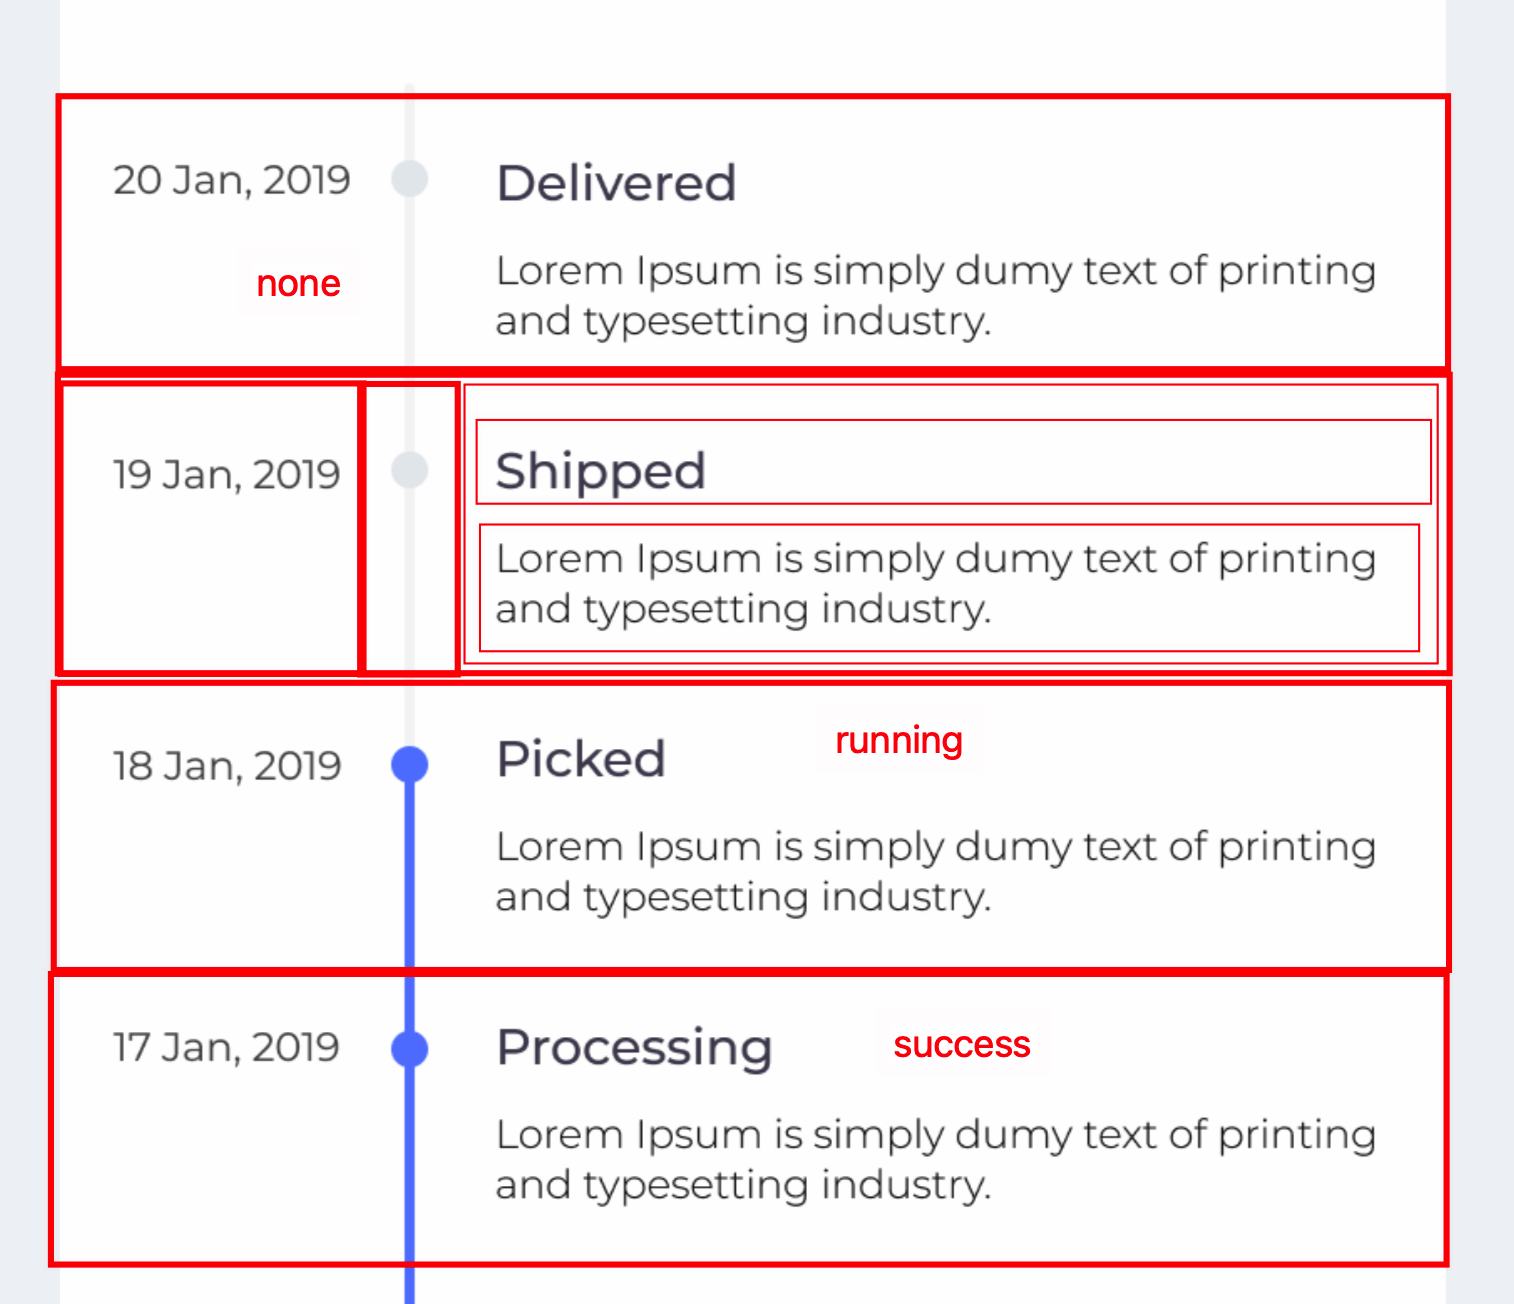 20 Jan, 2019
Delivered
none
Lorem Ipsum is simply dumy text of printing
and typesetting industry.
19 Jan, 2019
Shipped
Lorem Ipsum is simply dumy text of printing
and typesetting industry.
18 Jan, 2019
Picked
running
Lorem Ipsum is simply dumy text of printing
and typesetting industry.
17 Jan, 2019
Processing
success
Lorem Ipsum is simply dumy text of printing
and typesetting industry.